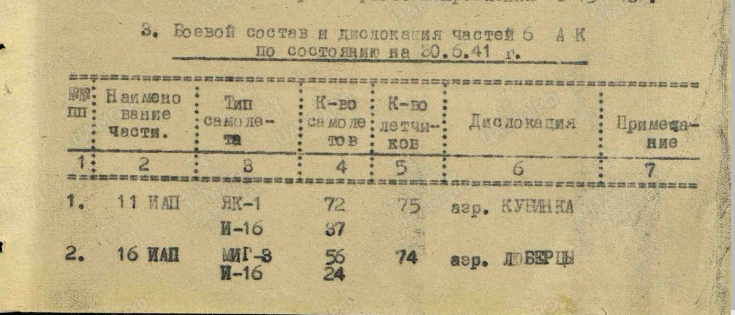 3. Боевой состав и дислокация частей 6 АК
по состоянию на 30.6.41 г.
№№ пп Наимено вание части. Тип самоле- та К-во самоле тов К-во летчи- ков Дислокация Примеча- ние
1 2 3 4 5 6 7
1. 11 ИАП ЯК-1 72 75 аэр. КУБИНКА
И-16 37
2. 16 ИАП МИГ-3 56 74 аэр. ЛЮБЕРЦЫ
И-16 24